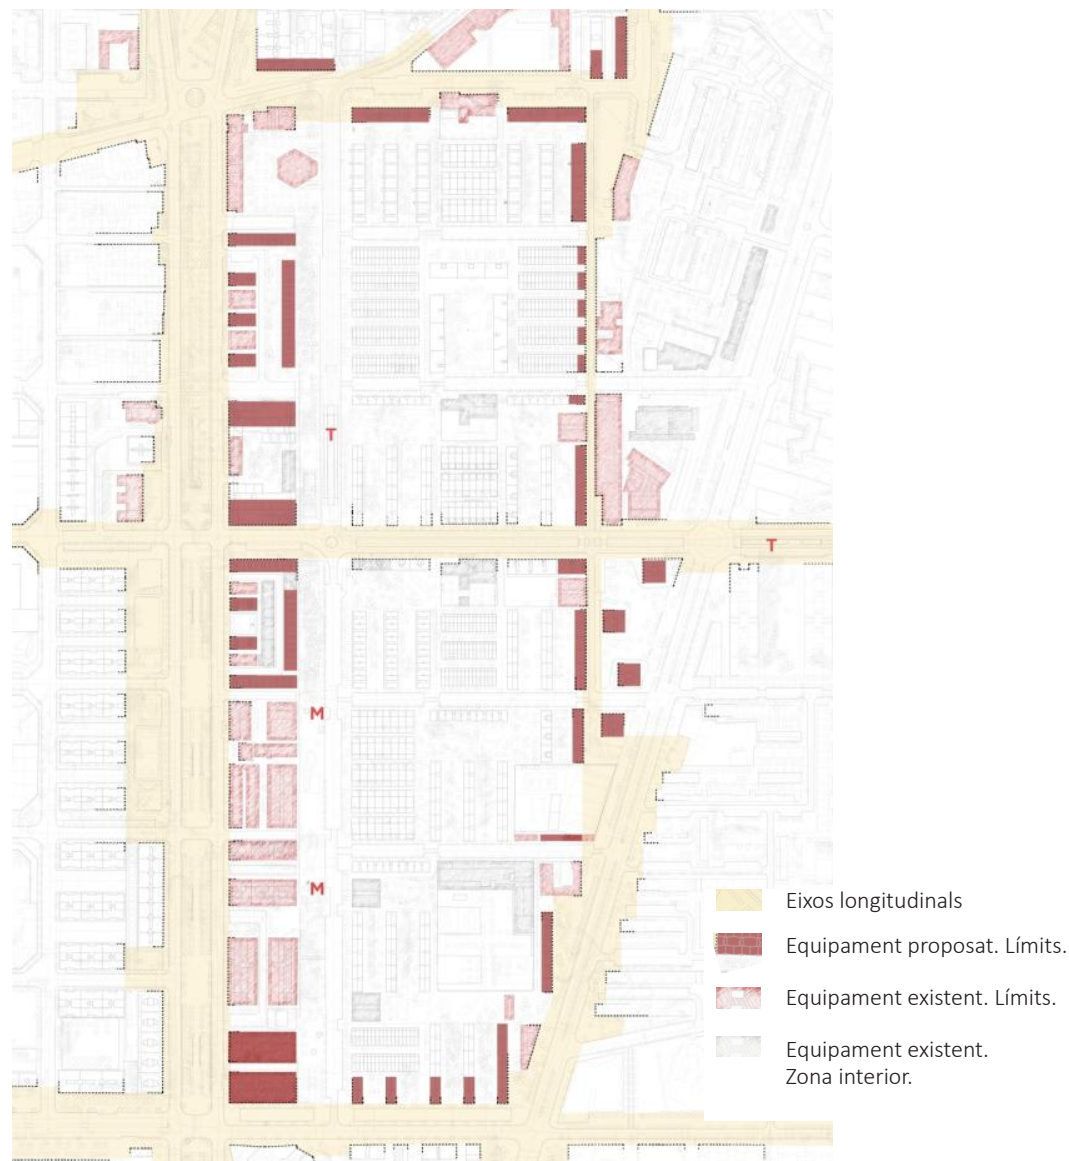 T
T
M
M
Eixos longitudinals
Equipament proposat. Límits.
Equipament existent. Límits.
Equipament existent.
Zona interior.